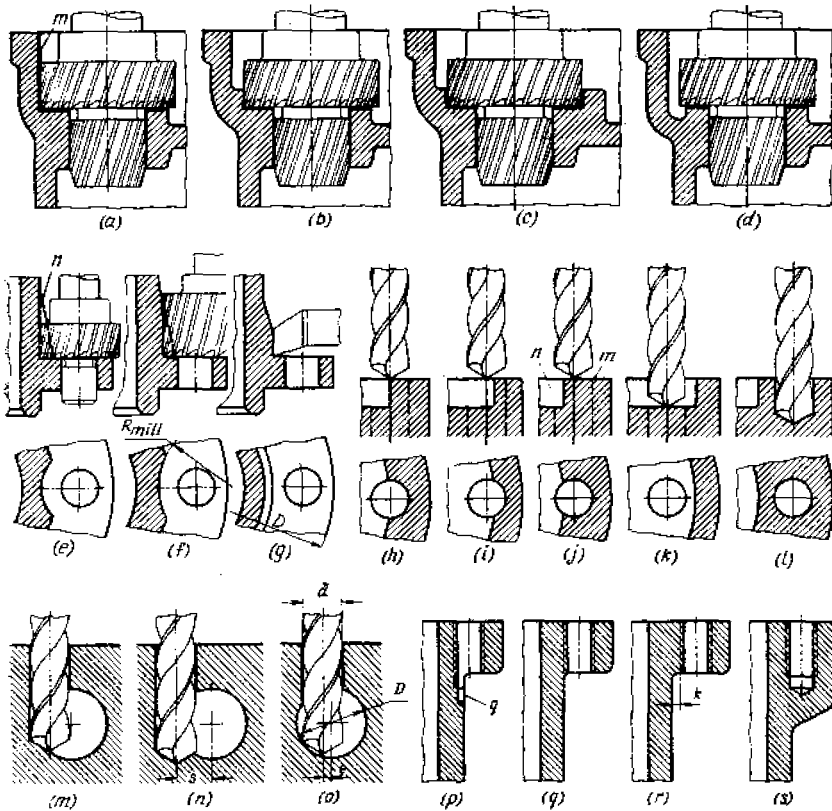 m
(a) (b) (c) (d)
n
R mill
D
n m
(e) (f) (g) (h) (i) (j) (k) (l)
d
D
s
q
k
(m) (n) (o) (p) (q) (r) (s)